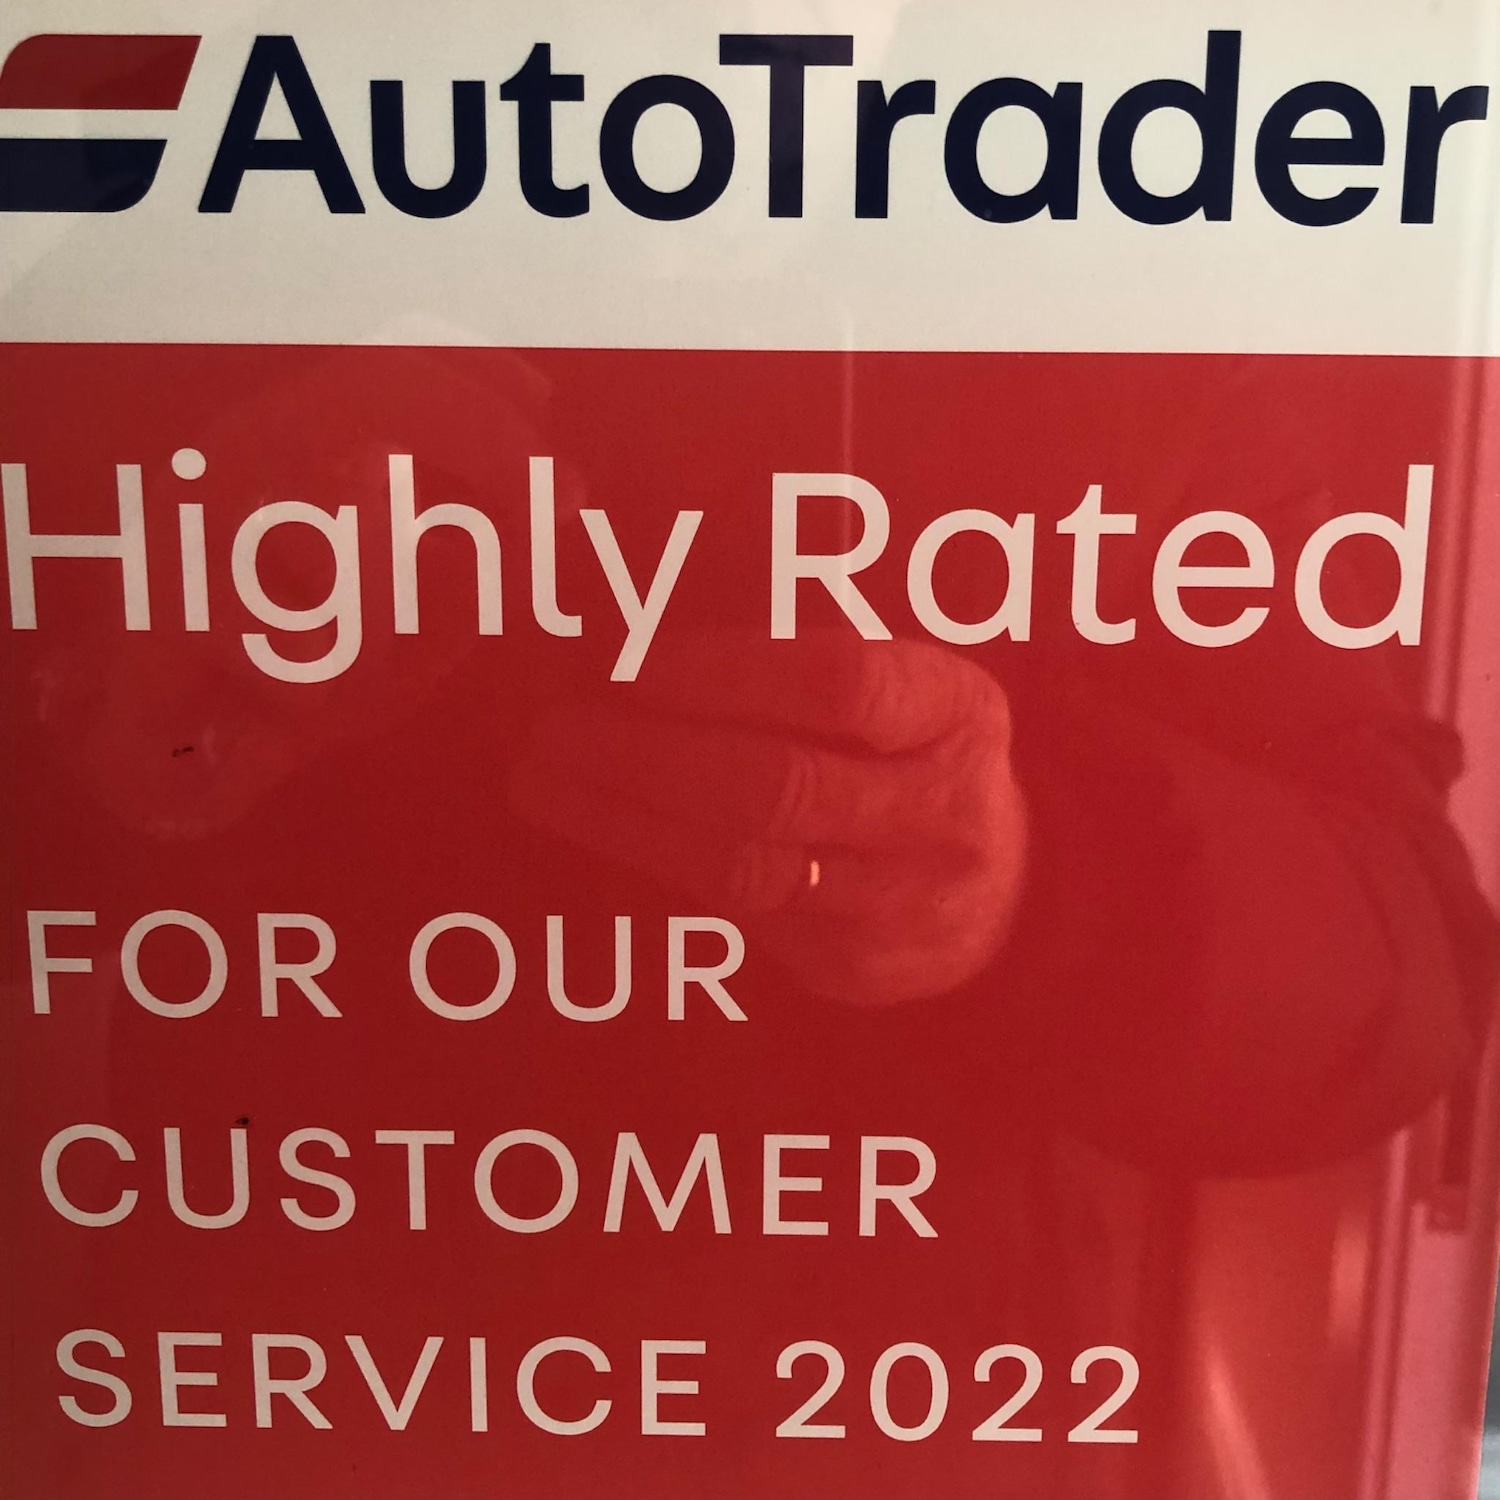 AutoTrader
Highly Rated
FOR OUR
CUSTOMER
SERVICE 2022